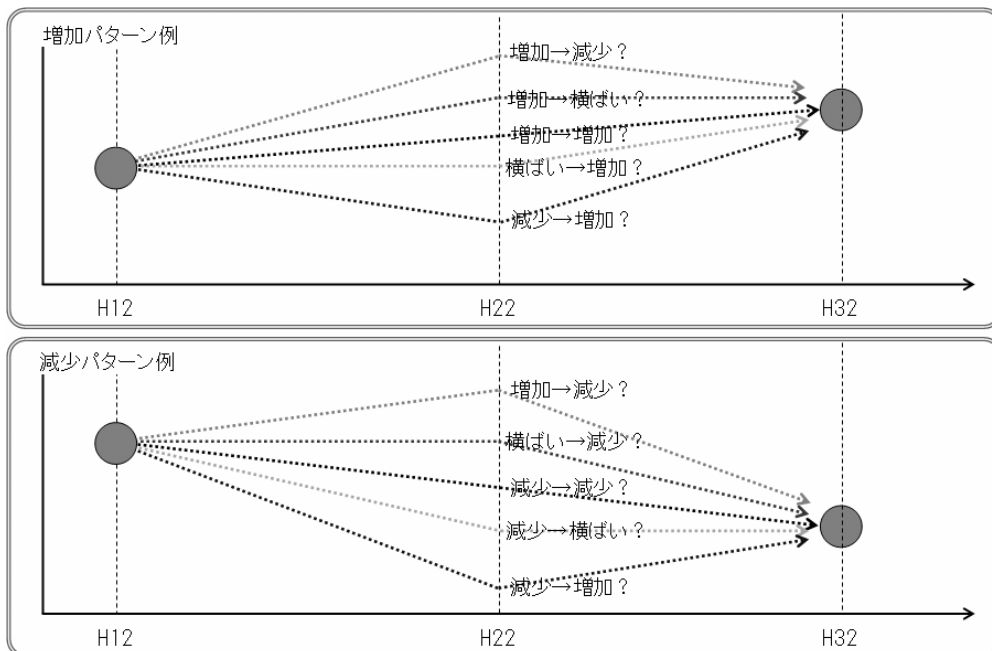 増加パターン例
増加→減少？
増加→横ばい？
増加→増加？
横ばい→増加？
減少→増加？
H12
H22
H32
減少パターン例
増加→減少？
横ばい→減少？
減少→減少？
減少→横ばい？
減少→増加？
H12
H22
H32